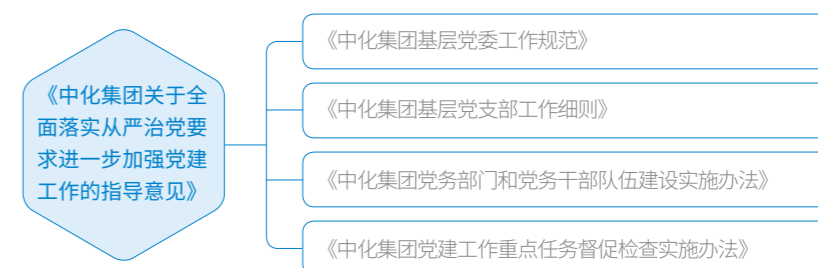 《中化集团关于全
面落实从严治党要
求进一步加强党建
工作的指导意见》
《中化集团基层党委工作规范》
《中化集团基层党支部工作细则》
《中化集团党务部门和党务干部队伍建设实施办法》
《中化集团党建工作重点任务督促检查实施办法》